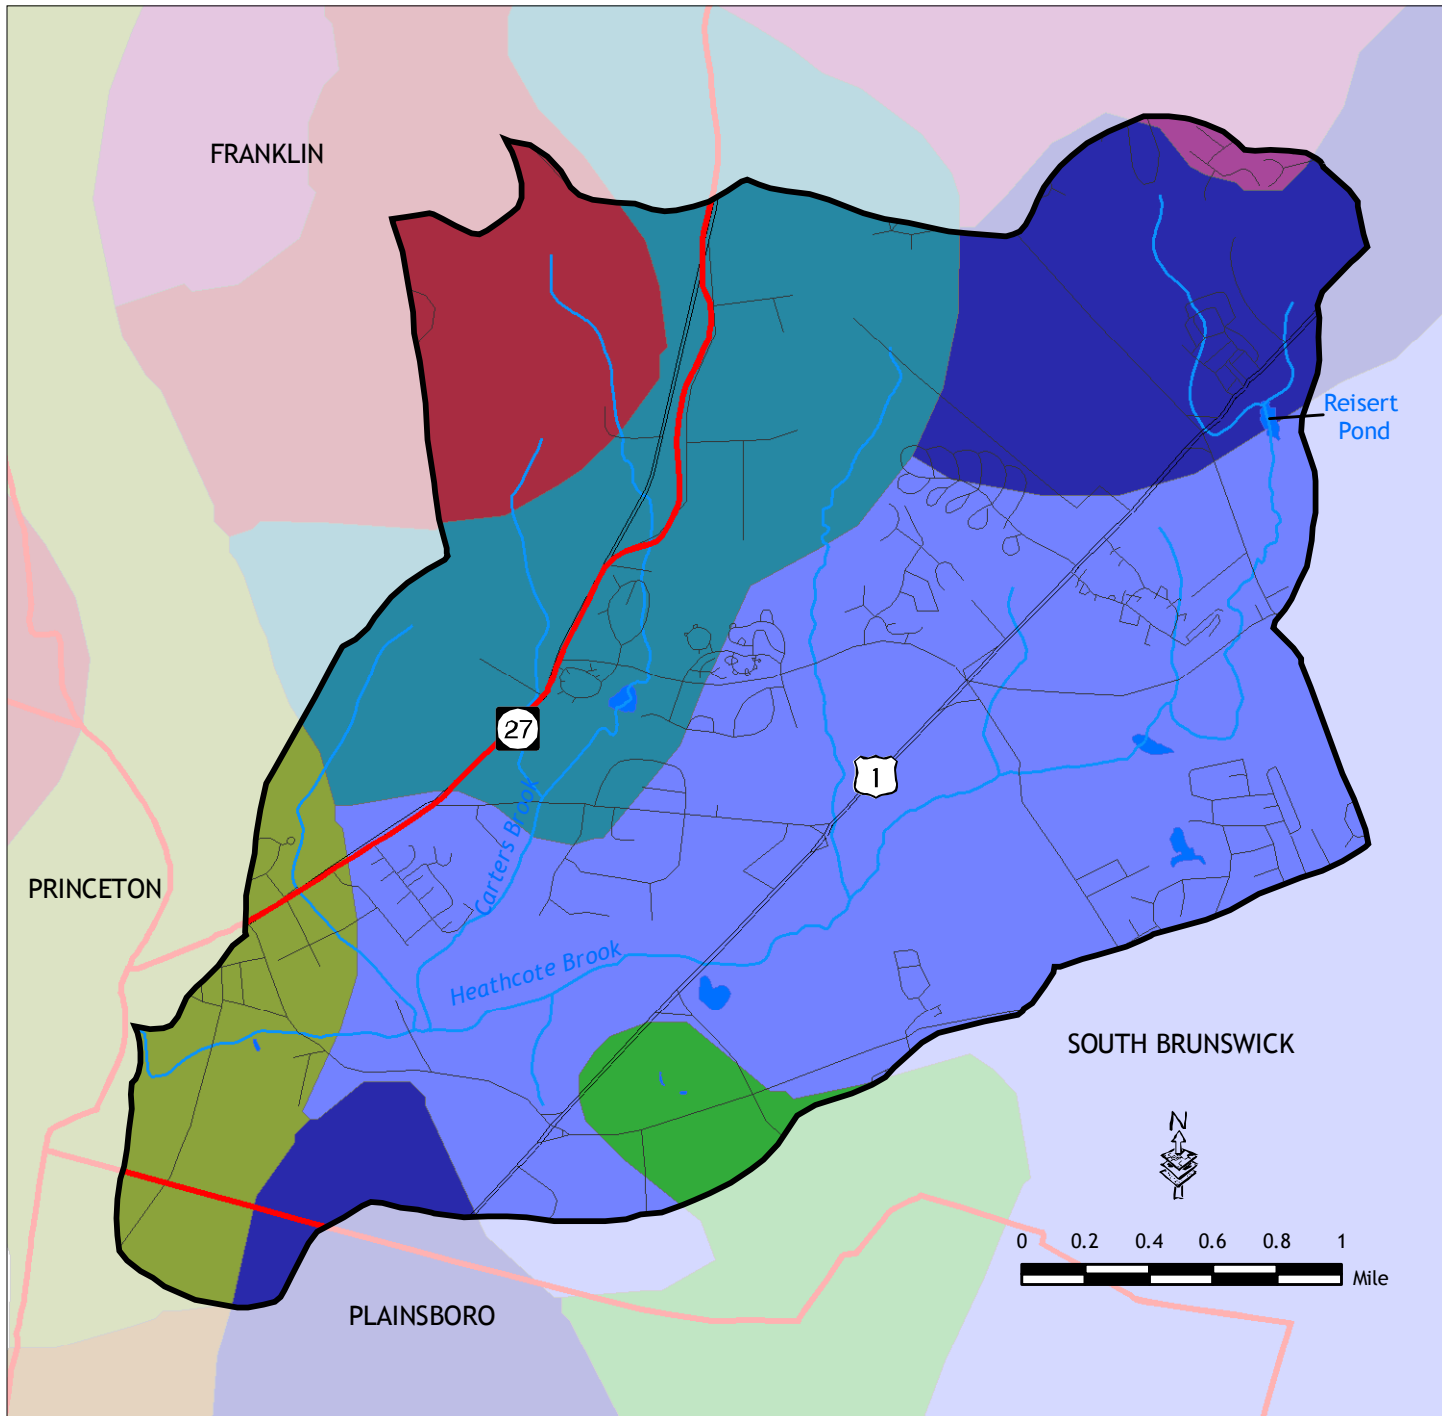 FRANKLIN
Reisert
Pond
27
1
Carters Brook
PRINCETON
Heathcote Brook
SOUTH BRUNSWICK
N
0 0.2 0.4 0.6 0.8 1
Mile
PLAINSBORO